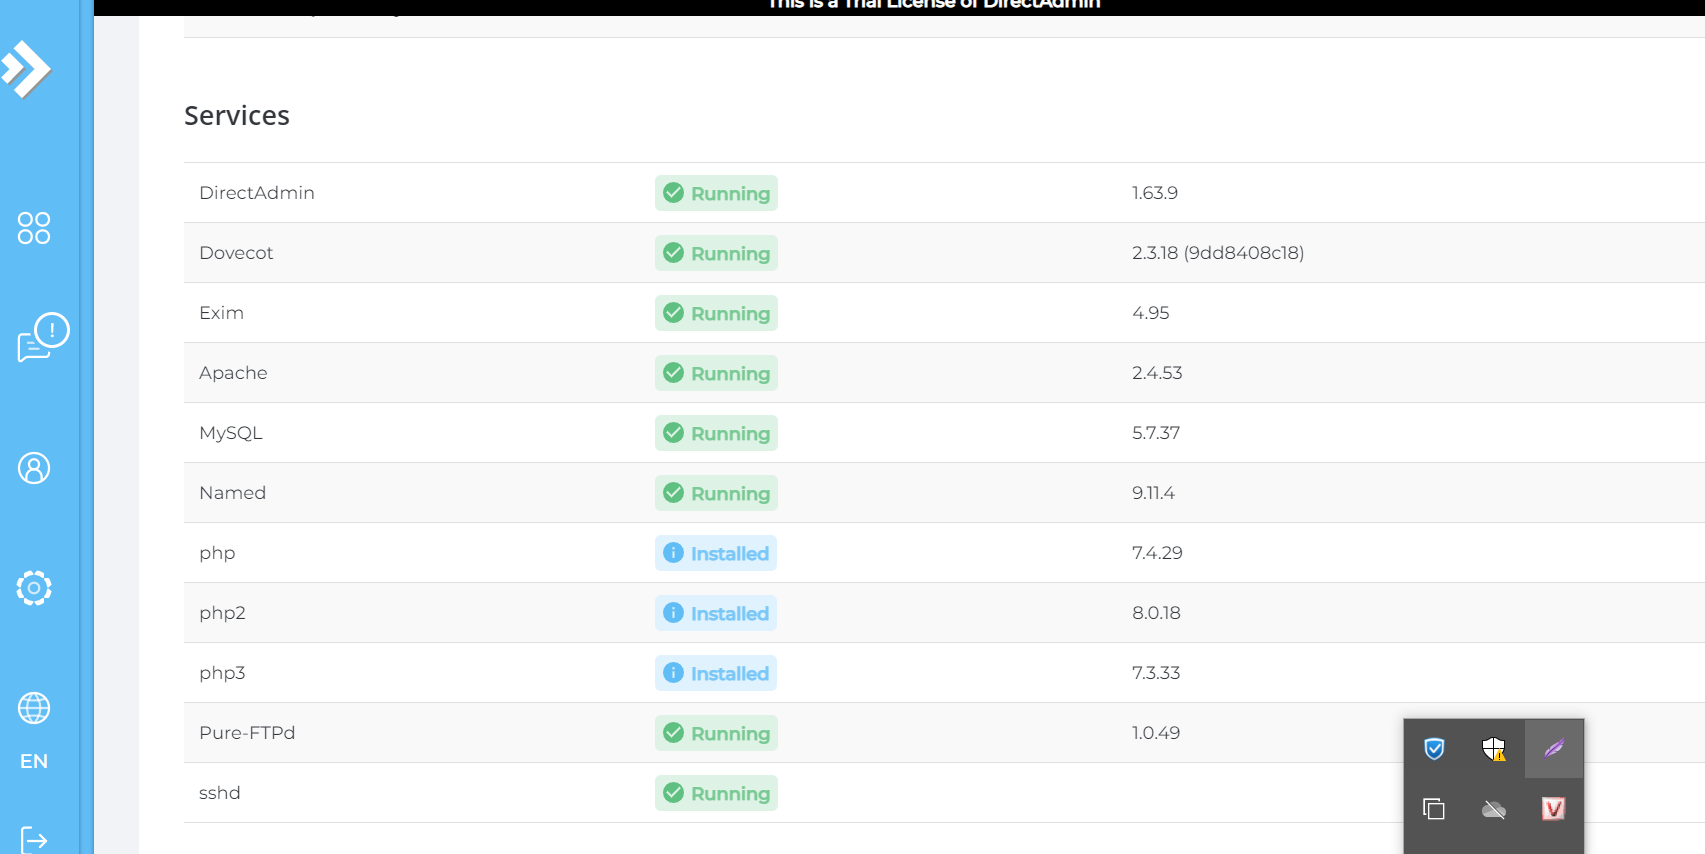 This is a Trial License of DirectAdmin
Services
DirectAdmin Running 1.63.9
Dovecot Running 2.3.18 (9dd8408c18)
Exim Running 4.95
Apache Running 2.4.53
MySQL Running 5.7.37
Named Running 9.11.4
php Installed 7.4.29
php2 Installed 8.0.18
php3 Installed 7.3.33
Pure-FTPd Running 1.0.49
sshd Running
EN